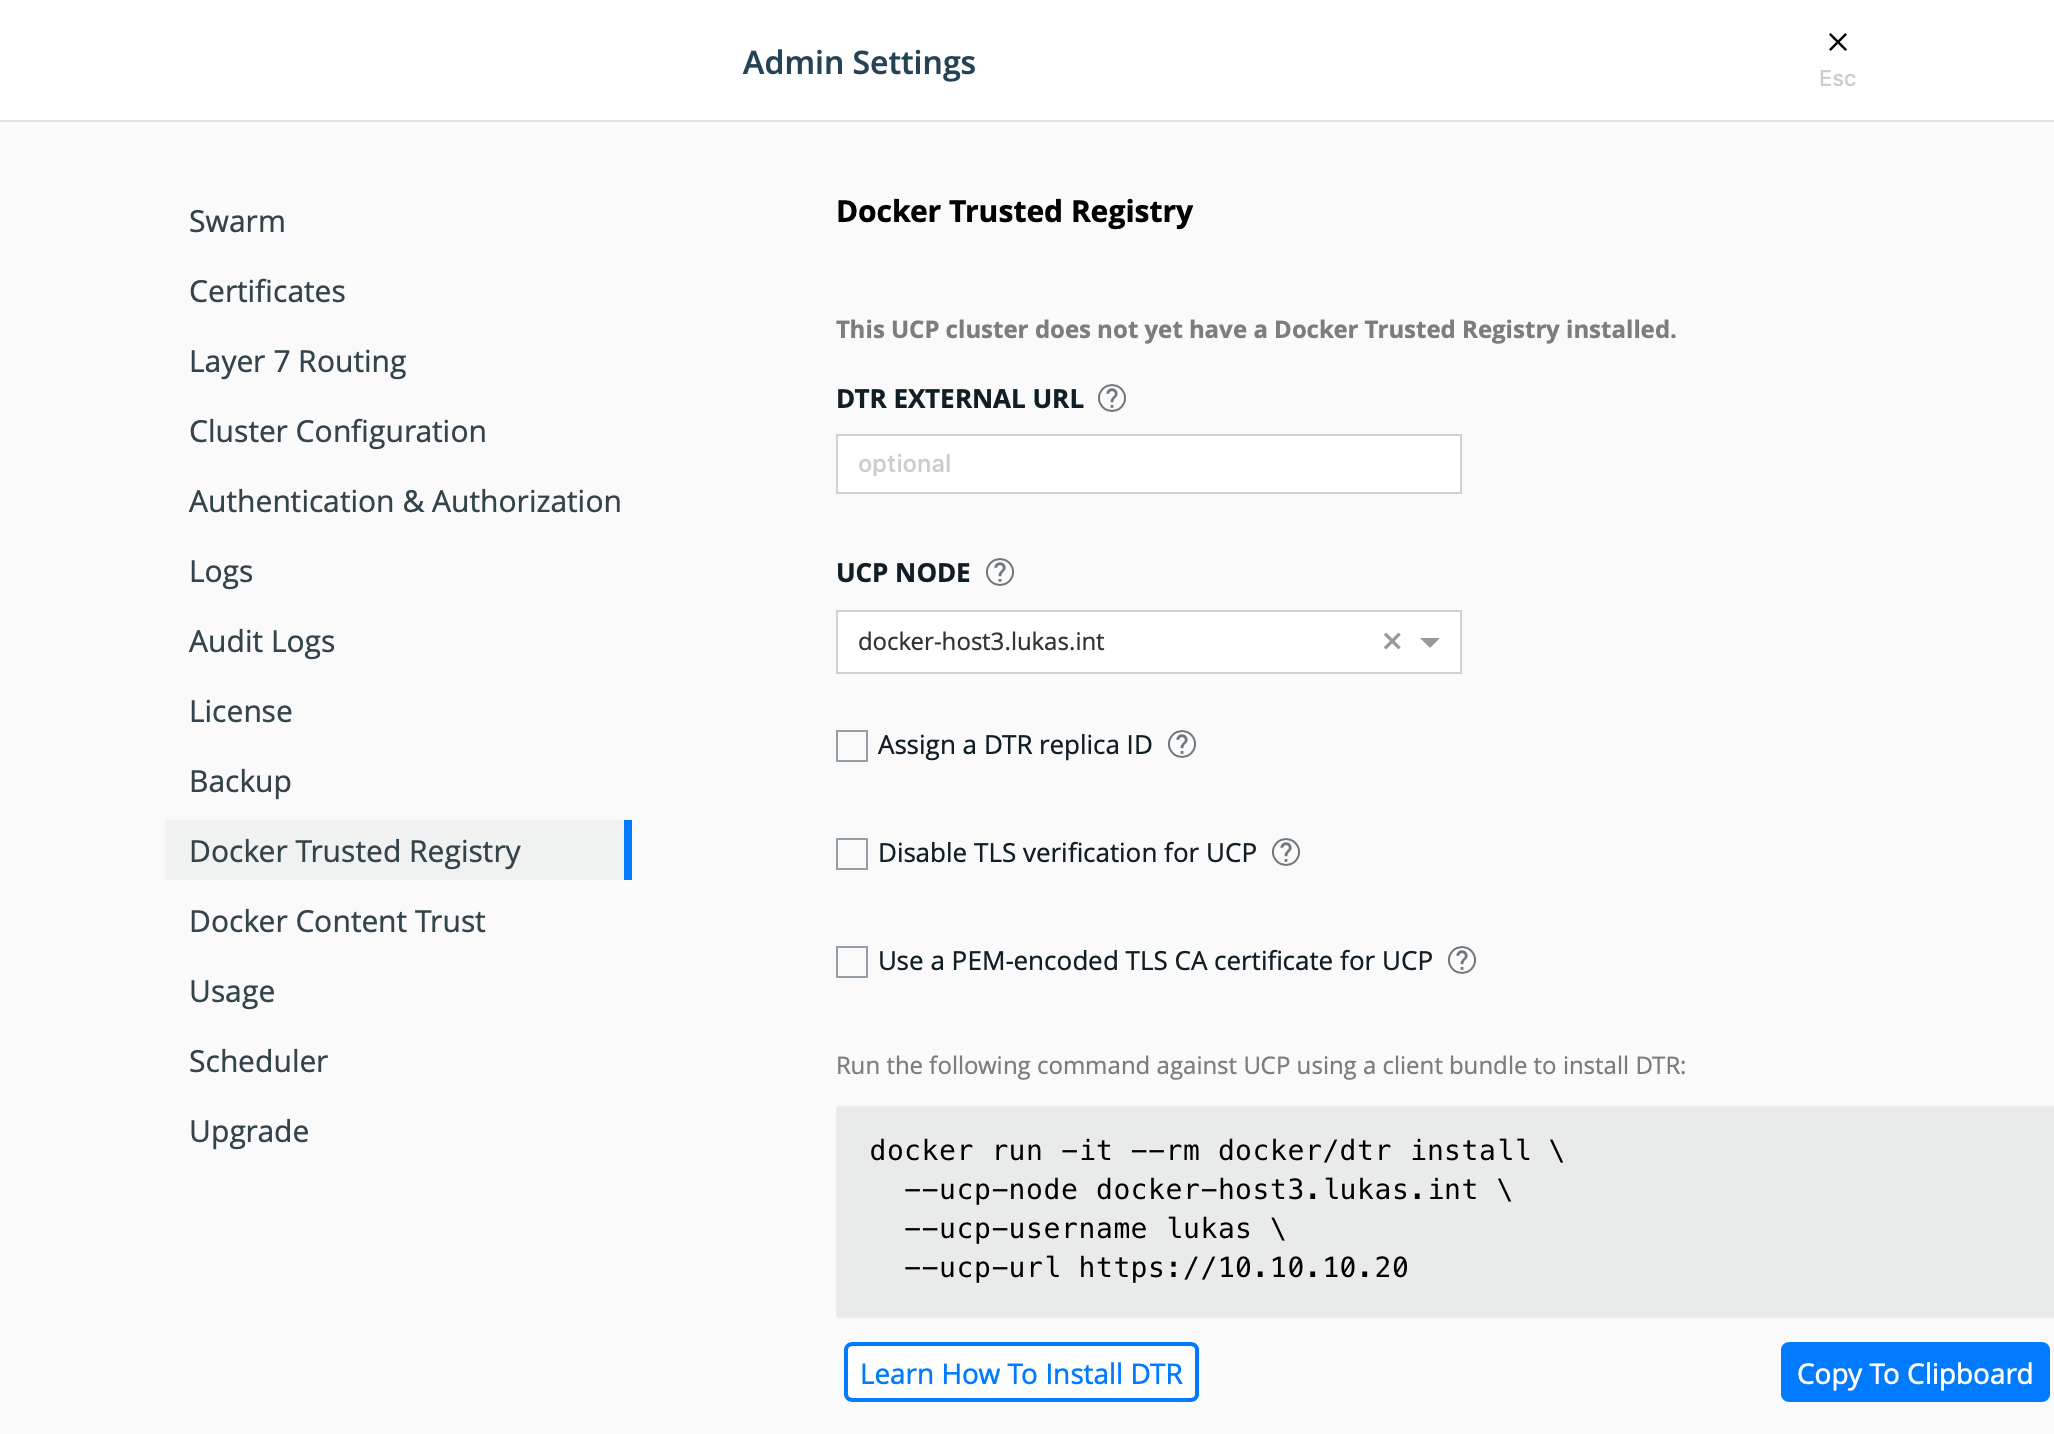 Admin Settings
Esc
Swarm
Certificates
Layer 7 Routing
Cluster Configuration
Authentication & Authorization
Logs
Audit Logs
License
Backup
Docker Trusted Registry
Docker Content Trust
Usage
Scheduler
Upgrade
Docker Trusted Registry
This UCP cluster does not yet have a Docker Trusted Registry installed.
DTR EXTERNAL URL ?
optional
UCP NODE ?
docker-host3.lukas.int
Assign a DTR replica ID ?
Disable TLS verification for UCP ?
Use a PEM-encoded TLS CA certificate for UCP ?
Run the following command against UCP using a client bundle to install DTR:
docker run -it --rm docker/dtr install \
--ucp-node docker-host3.lukas.int \
--ucp-username lukas \
--ucp-url https://10.10.10.20
Learn How To Install DTR
Copy To Clipboard